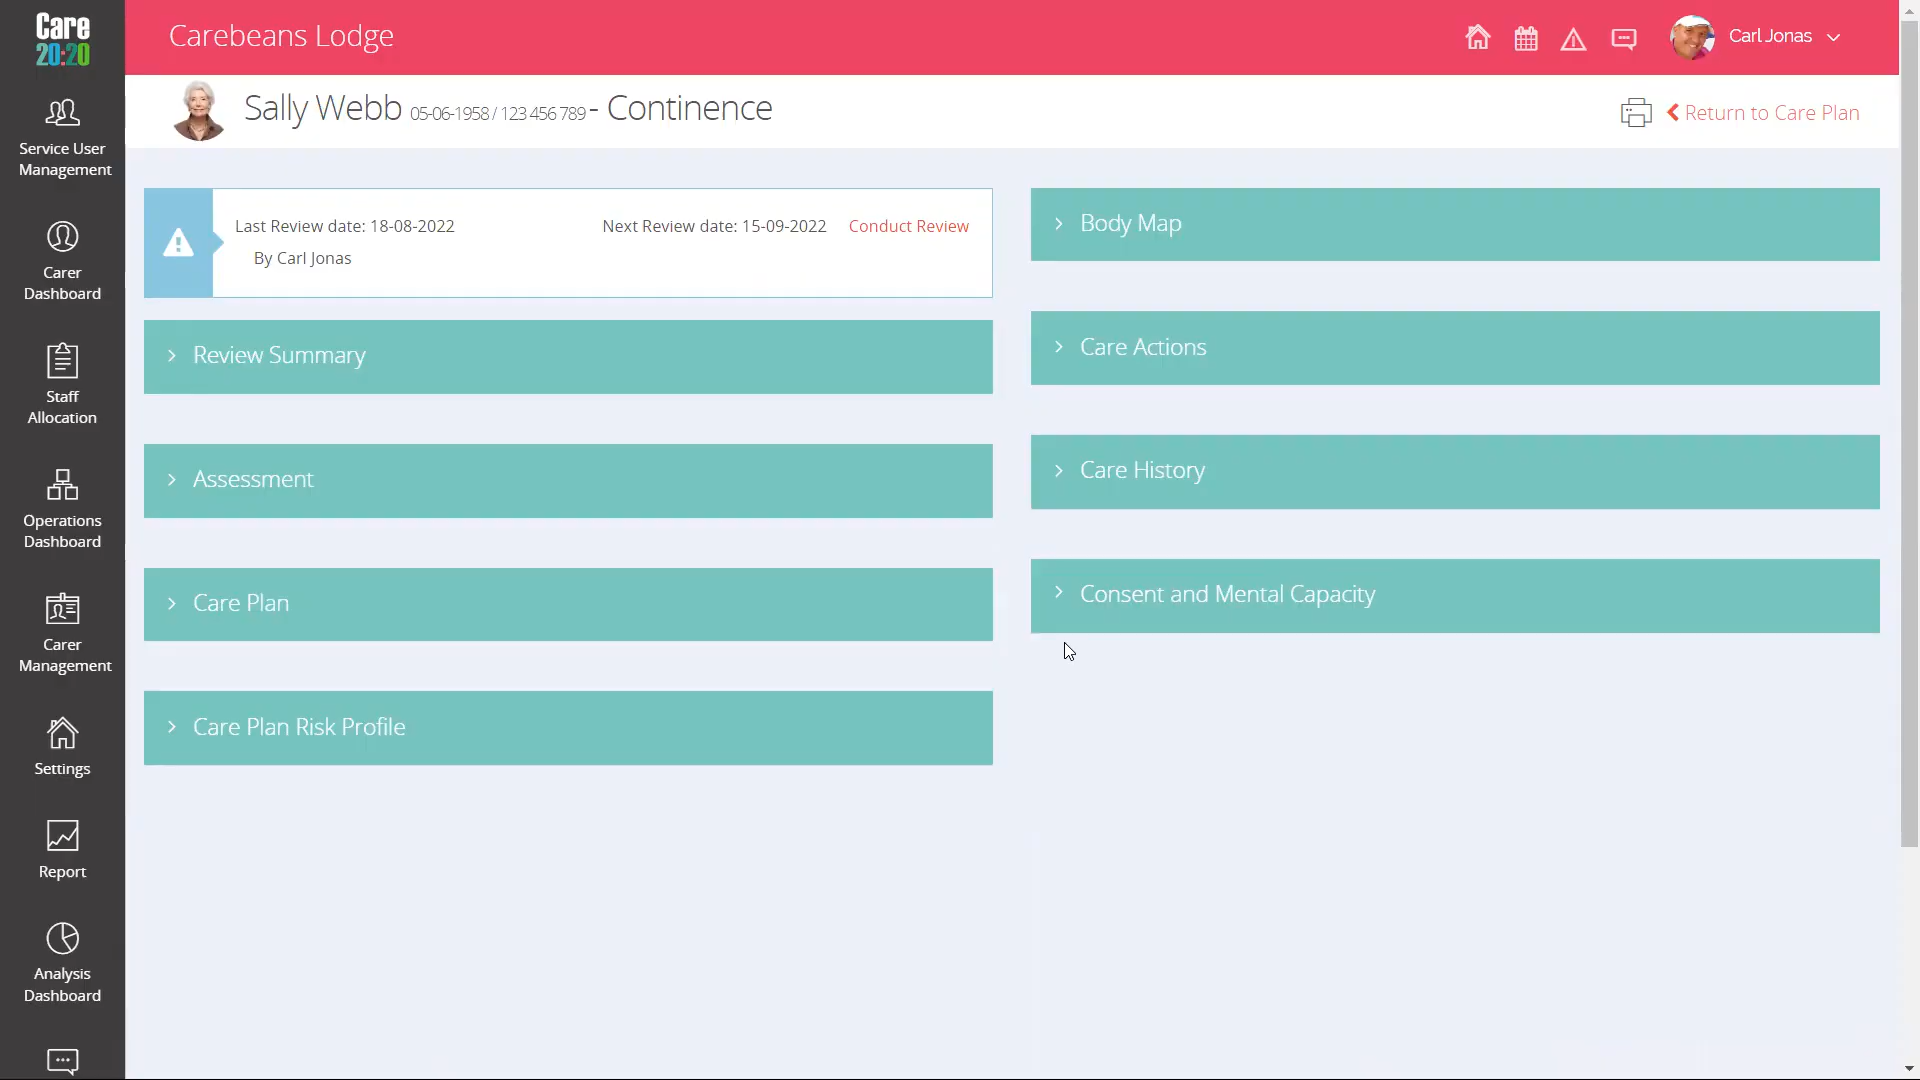 Care
20:20
Carebeans Lodge
Carl Jonas
Sally Webb 05-06-1958 / 123 456 789 - Continence
Return to Care Plan
Service User
Management
Carer
Dashboard
Staff
Allocation
Operations
Dashboard
Carer
Management
Settings
Report
Analysis
Dashboard
Last Review date: 18-08-2022
Next Review date: 15-09-2022
Conduct Review
By Carl Jonas
Review Summary
Assessment
Care Plan
Care Plan Risk Profile
Body Map
Care Actions
Care History
Consent and Mental Capacity